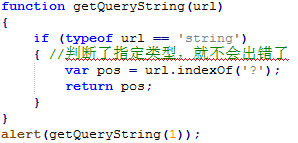 function getQueryString(url)
{
    if (typeof url == 'string')
    { //判断了指定类型，就不会出错了
        var pos = url.indexOf('?');
        return pos;
    }
}
alert(getQueryString(1));